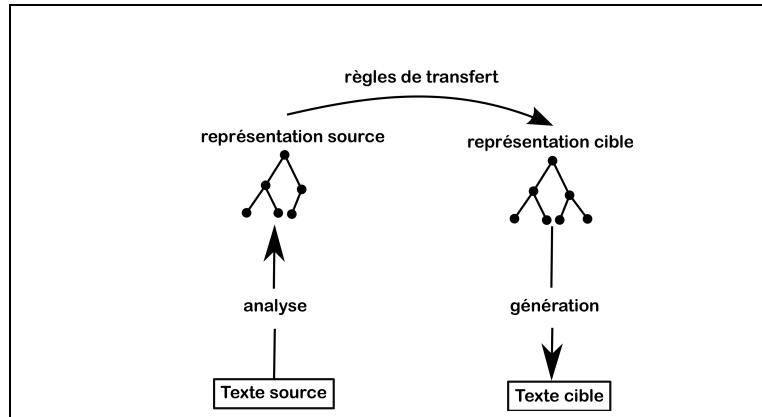 règles de transfert
représentation source
représentation cible
analyse
génération
Texte source
Texte cible